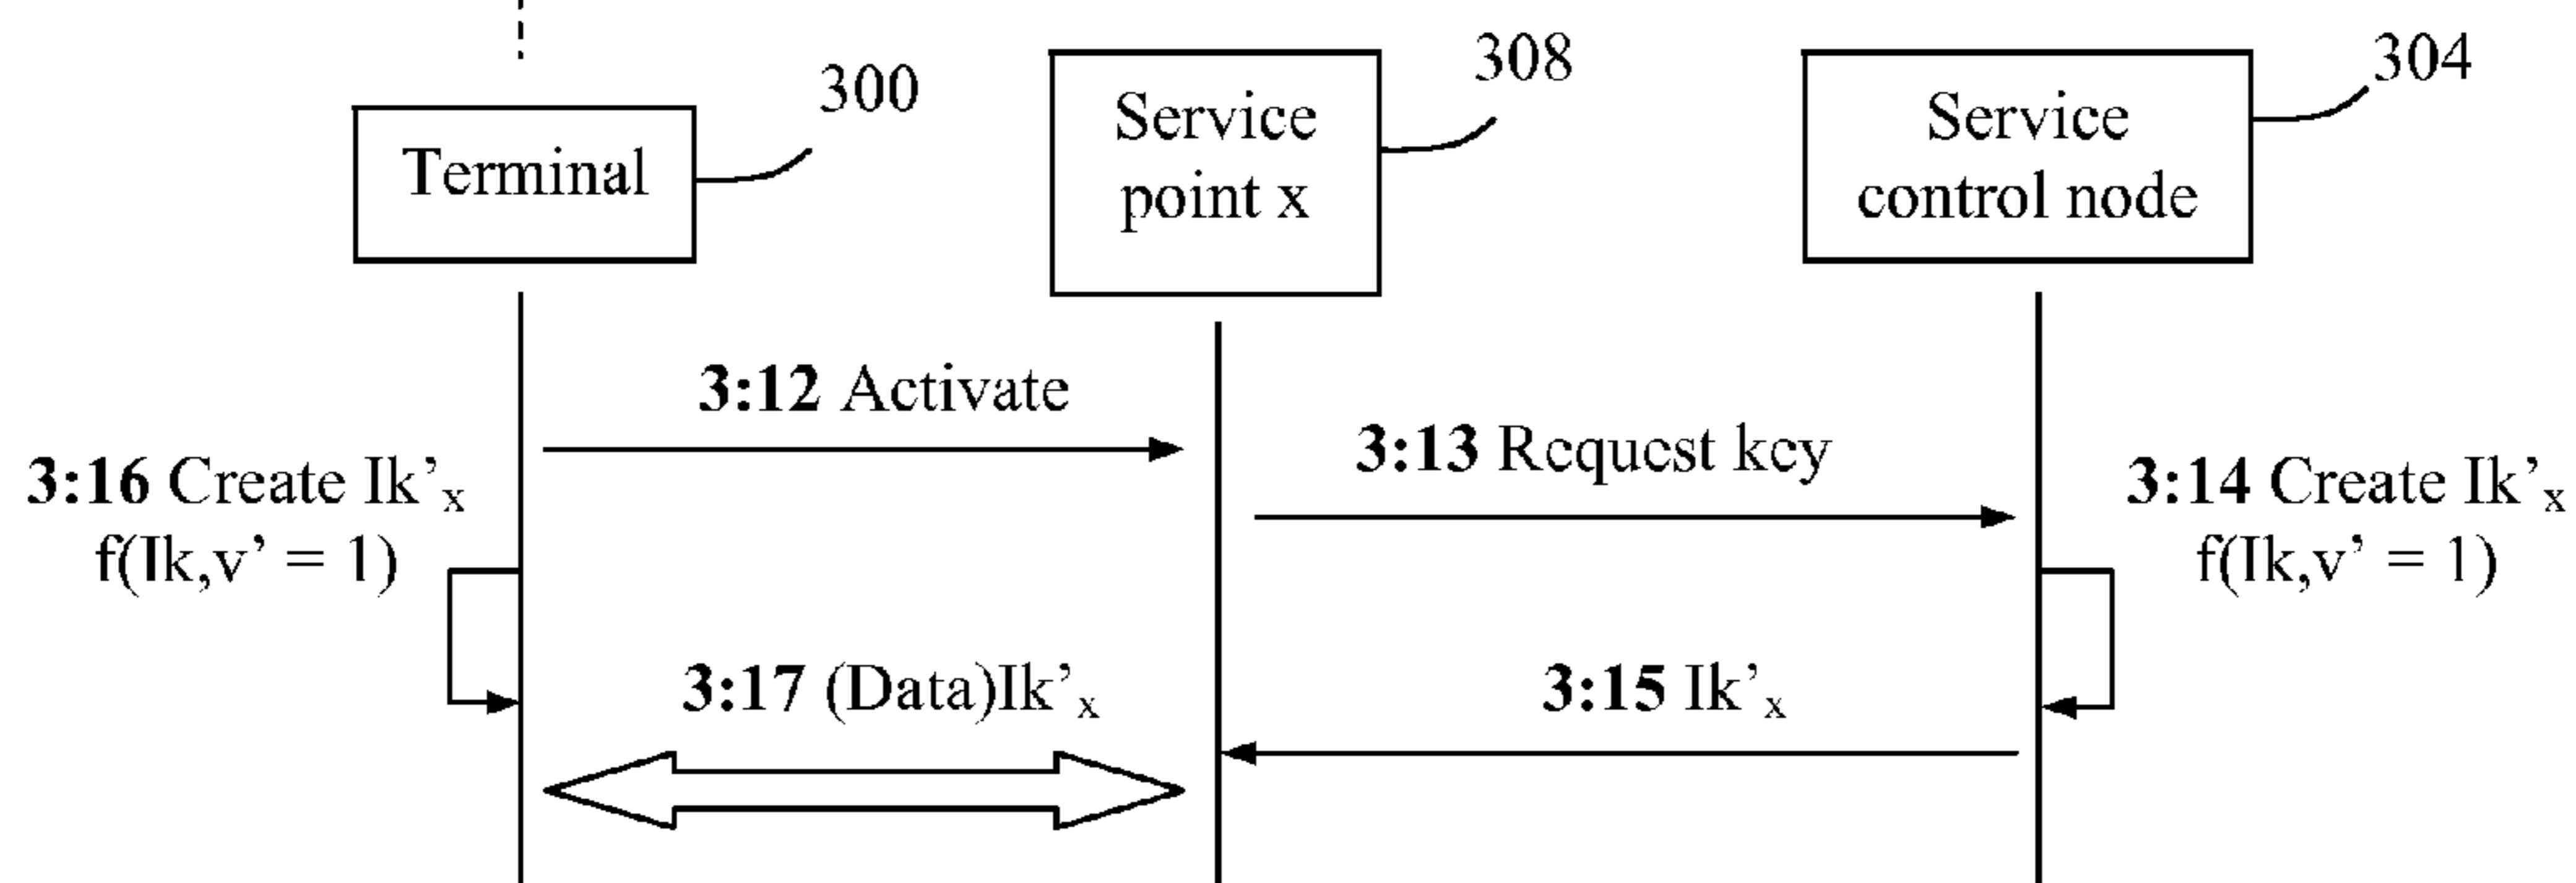 300
308
304
Terminal
Service
point x
Service
control node
3:12 Activate
3:13 Request key
3:16 Create Ik’x
f(Ik,v’ = 1)
3:14 Create Ik’x
f(Ik,v’ = 1)
3:17 (Data)Ik’x
3:15 Ik’x